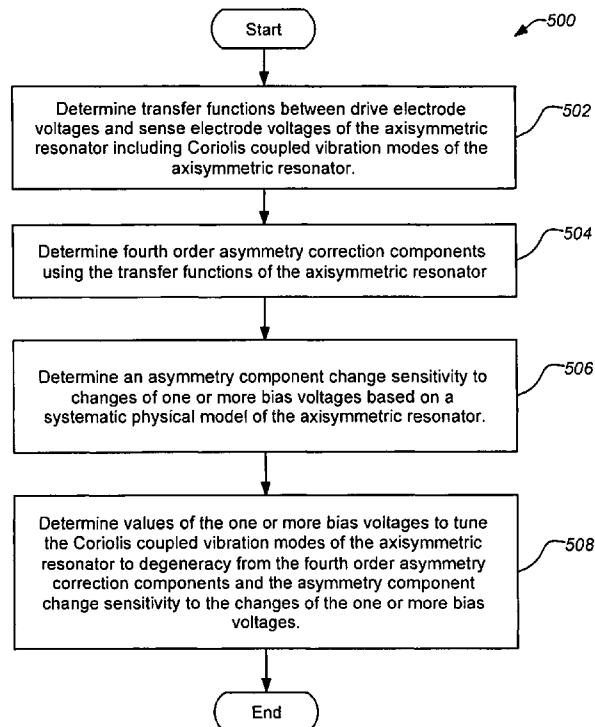 Start
500
Determine transfer functions between drive electrode
voltages and sense electrode voltages of the axisymmetric
resonator including Coriolis coupled vibration modes of the
axisymmetric resonator.
502
Determine fourth order asymmetry correction components
using the transfer functions of the axisymmetric resonator
504
Determine an asymmetry component change sensitivity to
changes of one or more bias voltages based on a
systematic physical model of the axisymmetric resonator.
506
Determine values of the one or more bias voltages to tune
the Coriolis coupled vibration modes of the axisymmetric
resonator to degeneracy from the fourth order asymmetry
correction components and the asymmetry component
change sensitivity to the changes of the one or more bias
voltages.
508
End